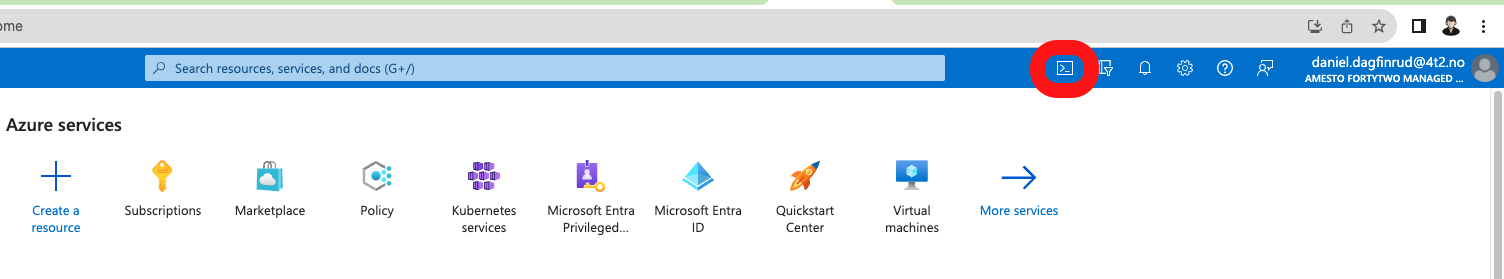 ome
Search resources, services, and docs (G+/)
daniel.dagfinrud@4t2.no
AMESTO FORTYTWO MANAGED ...
Azure services
Create a
resource
Subscriptions
Marketplace
Policy
Kubernetes
services
Microsoft Entra
Privileged...
Microsoft Entra
ID
Quickstart
Center
Virtual
machines
More services